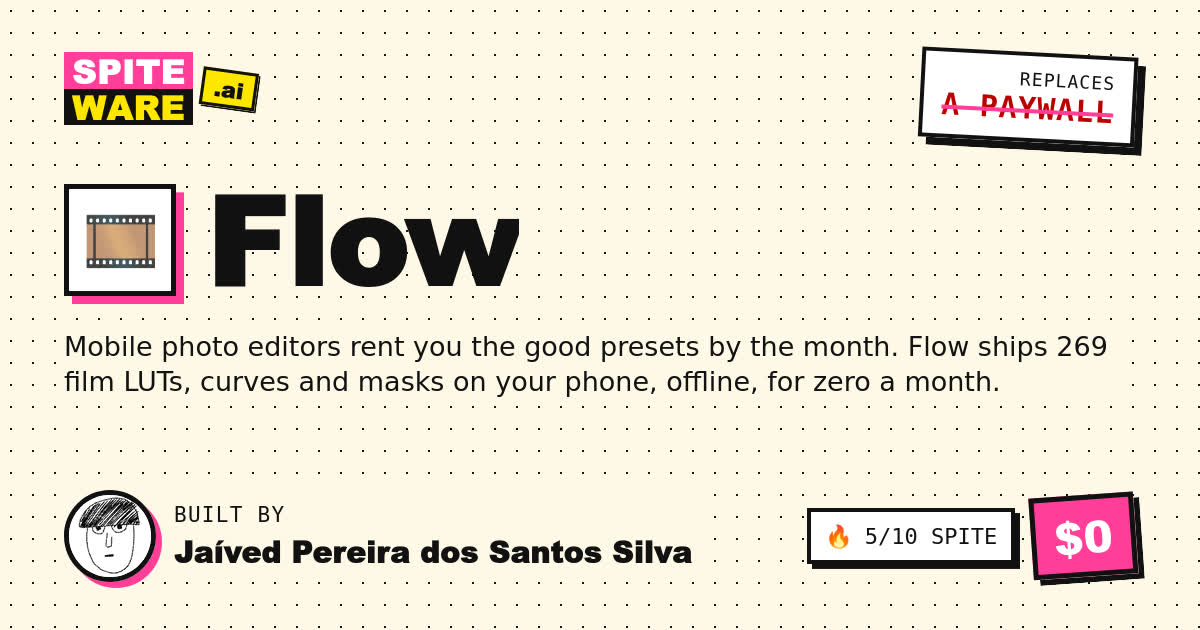 SPITE
WARE
.ai
REPLACES
A PAYWALL
Flow
Mobile photo editors rent you the good presets by the month. Flow ships 269
film LUTs, curves and masks on your phone, offline, for zero a month.
BUILT BY
Jaíved Pereira dos Santos Silva
🔥 5/10 SPITE
$0